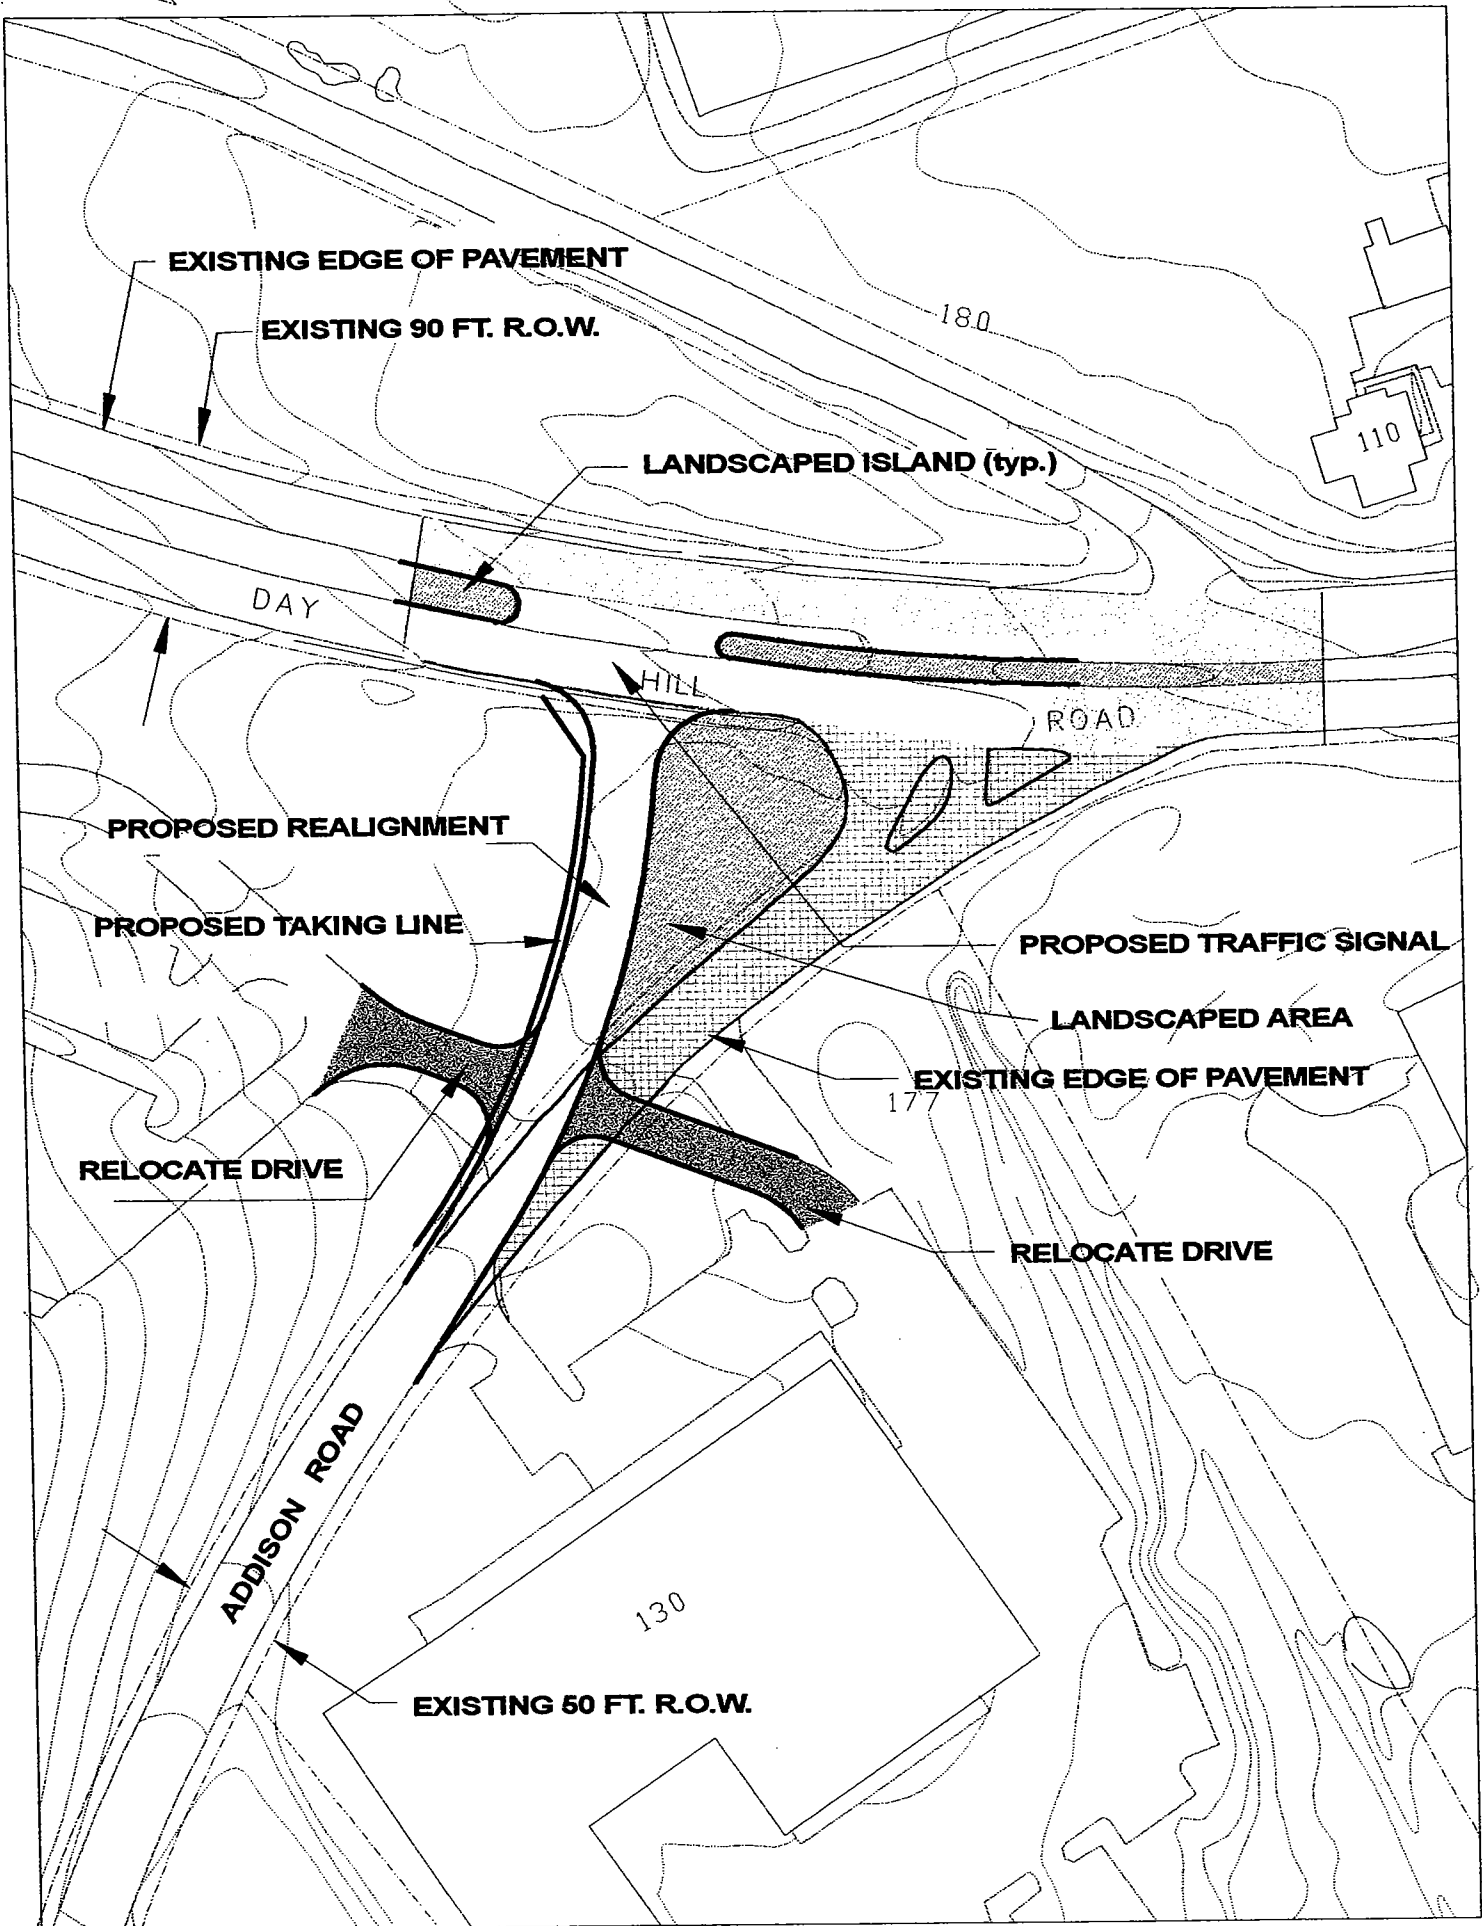 EXISTING EDGE OF PAVEMENT
EXISTING 90 FT. R.O.W.
180
110
LANDSCAPED ISLAND (typ.)
DAY
HILL
ROAD
PROPOSED REALIGNMENT
PROPOSED TAKING LINE
PROPOSED TRAFFIC SIGNAL
LANDSCAPED AREA
EXISTING EDGE OF PAVEMENT
177
RELOCATE DRIVE
RELOCATE DRIVE
ADDISON ROAD
130
EXISTING 50 FT. R.O.W.